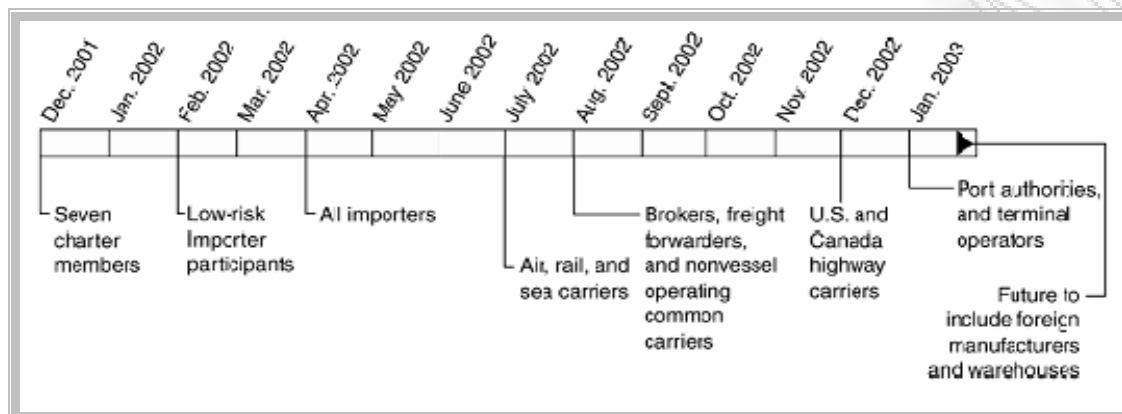 Dec. 2001
Jan. 2002
Feb. 2002
Mar. 2002
Apr. 2002
May 2002
June 2002
July 2002
Aug. 2002
Sept. 2002
Oct. 2002
Nov. 2002
Dec. 2002
Jan. 2003
Seven
charter
members
Low-risk
Importer
participants
All importers
Air, rail, and
sea carriers
Brokers, freight
forwarders,
and nonvessel
operating
common
carriers
U.S. and
Canada
highway
carriers
Port authorities,
and terminal
operators
Future to
include foreign
manufacturers
and warehouses